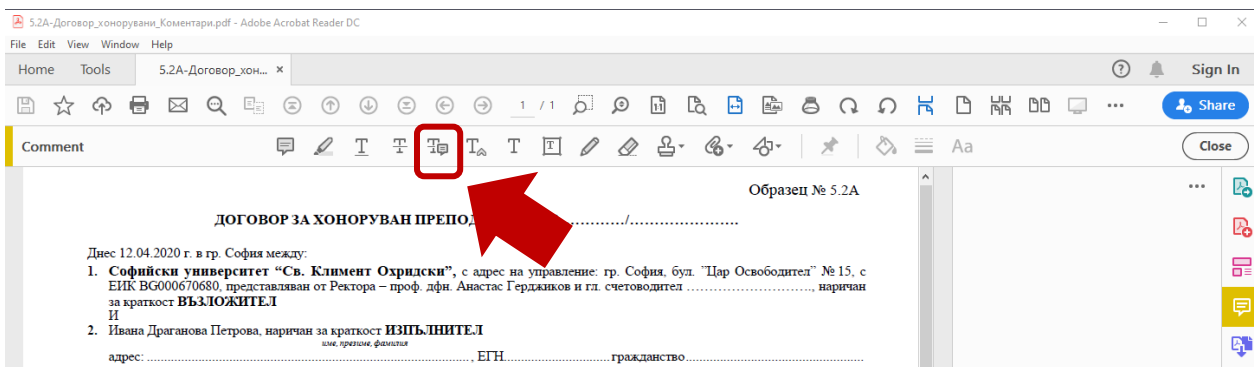 5.2А-Договор_хонорувани_Коментари.pdf - Adobe Acrobat Reader DC
File Edit View Window Help
Home Tools 5.2А-Договор_хон... × Sign In
1 / 1 Share
Comment Aa Close
Образец № 5.2А
ДОГОВОР ЗА ХОНОРУВАН ............/......................
Днес 12.04.2020 г. в гр. София между:
1. Софийски университет “Св. Климент Охридски”, с адрес на управление: гр. София, бул. ”Цар Освободител” № 15, с
ЕИК BG000670680, представляван от Ректора – проф. дфн. Анастас Герджиков и гл. счетоводител ..............................., наричан
за краткост ВЪЗЛОЖИТЕЛ
И
2. Ивана Драганова Петрова, наричан за краткост ИЗПЪЛНИТЕЛ
име, презиме, фамилия
адрес: ................................................................................, ЕГН..........................гражданство............................................